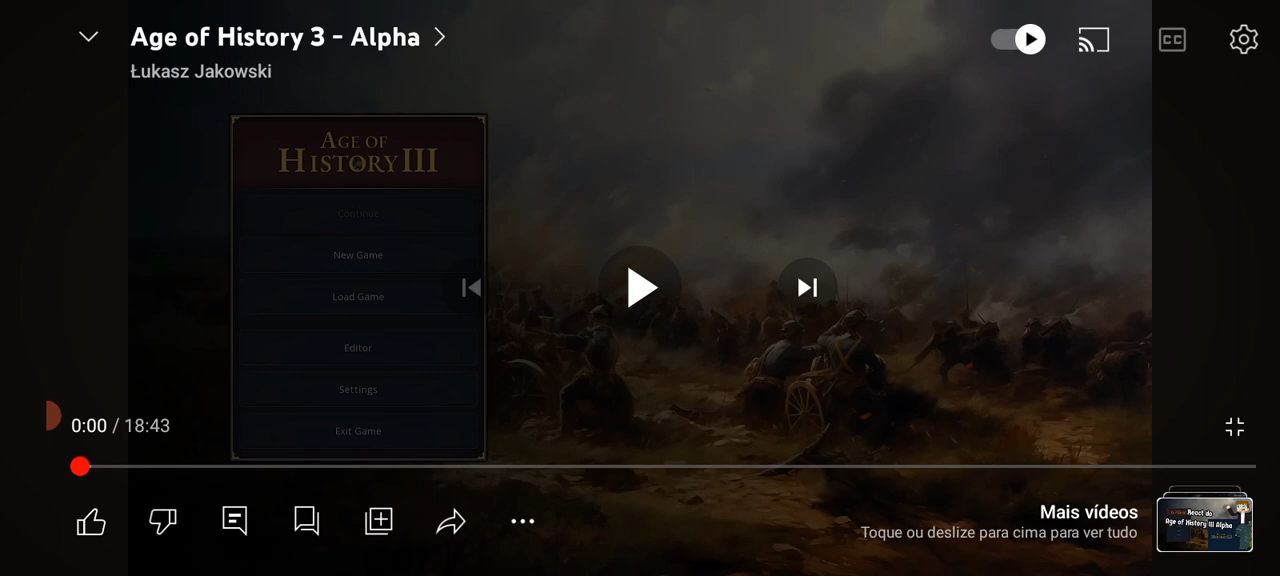 Age of History 3 - Alpha
Łukasz Jakowski
CC
AGE OF
HISTORY III
Continue
New Game
Load Game
Editor
Settings
Exit Game
0:00 / 18:43
Mais vídeos
Toque ou deslize para cima para ver tudo
React do
Age of History III Alpha